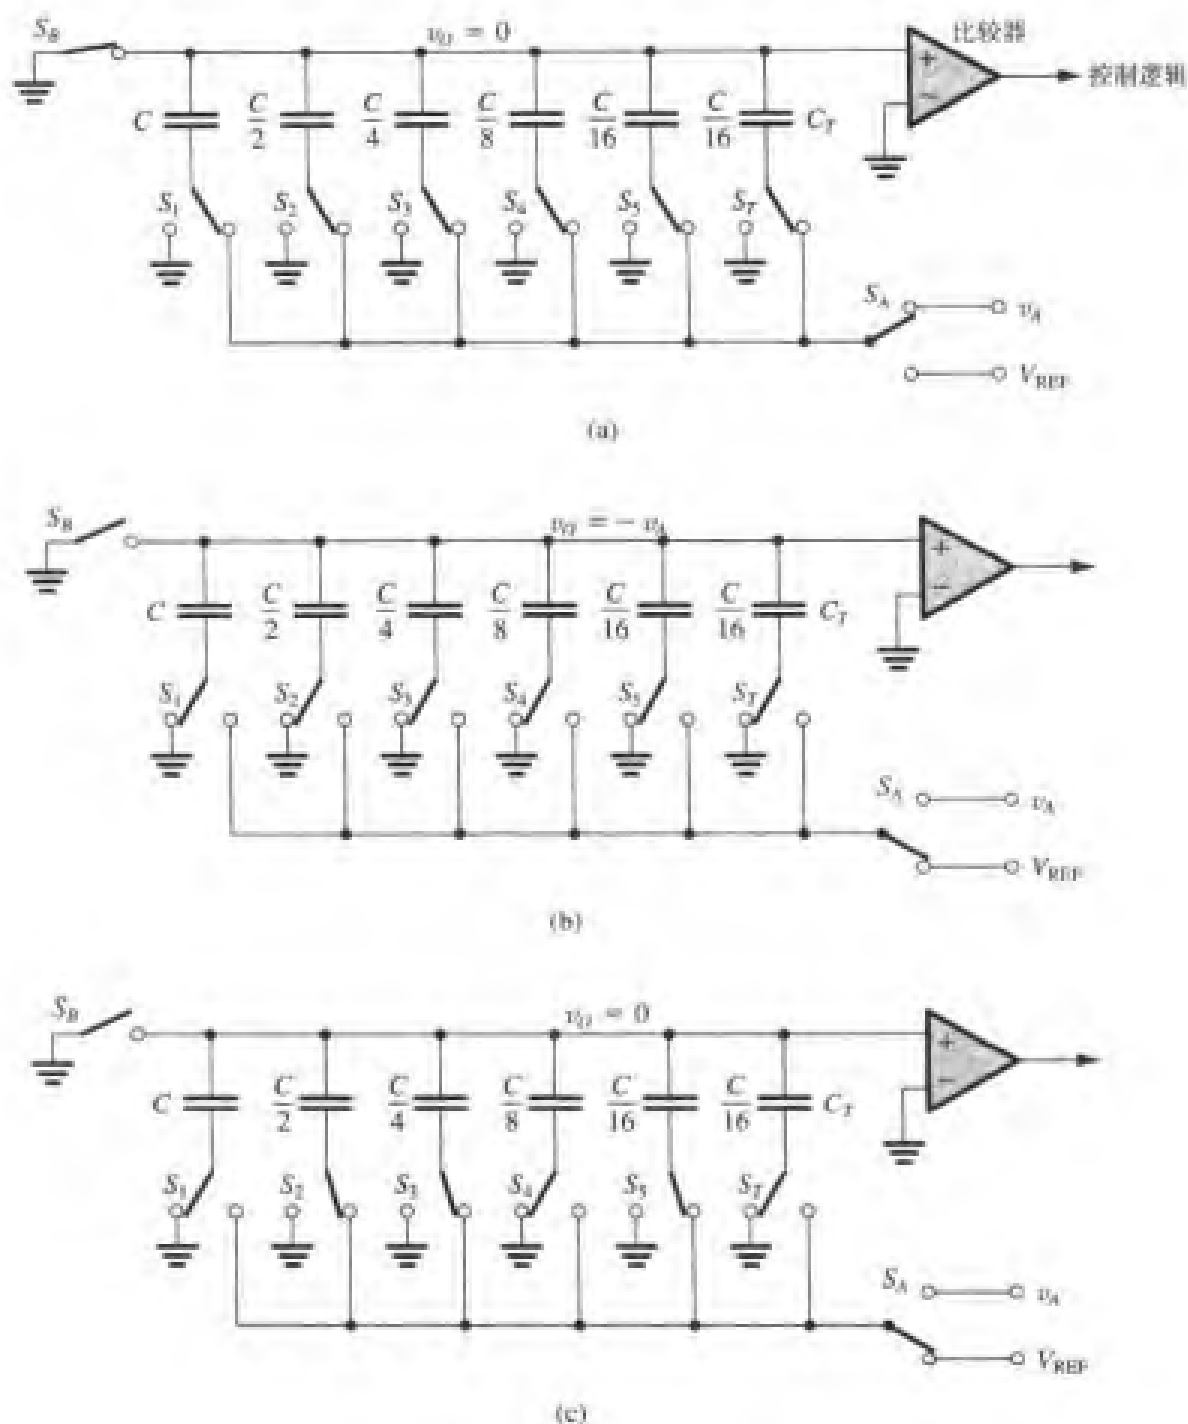 S_B
v_O = 0
比较器
+
−
控制逻辑
C
C/2
C/4
C/8
C/16
C/16
C_T
S_1
S_2
S_3
S_4
S_5
S_T
S_A
v_A
V_REF
(a)
S_B
v_O = − v_A
+
−
C
C/2
C/4
C/8
C/16
C/16
C_T
S_1
S_2
S_3
S_4
S_5
S_T
S_A
v_A
V_REF
(b)
S_B
v_O = 0
+
−
C
C/2
C/4
C/8
C/16
C/16
C_T
S_1
S_2
S_3
S_4
S_5
S_T
S_A
v_A
V_REF
(c)